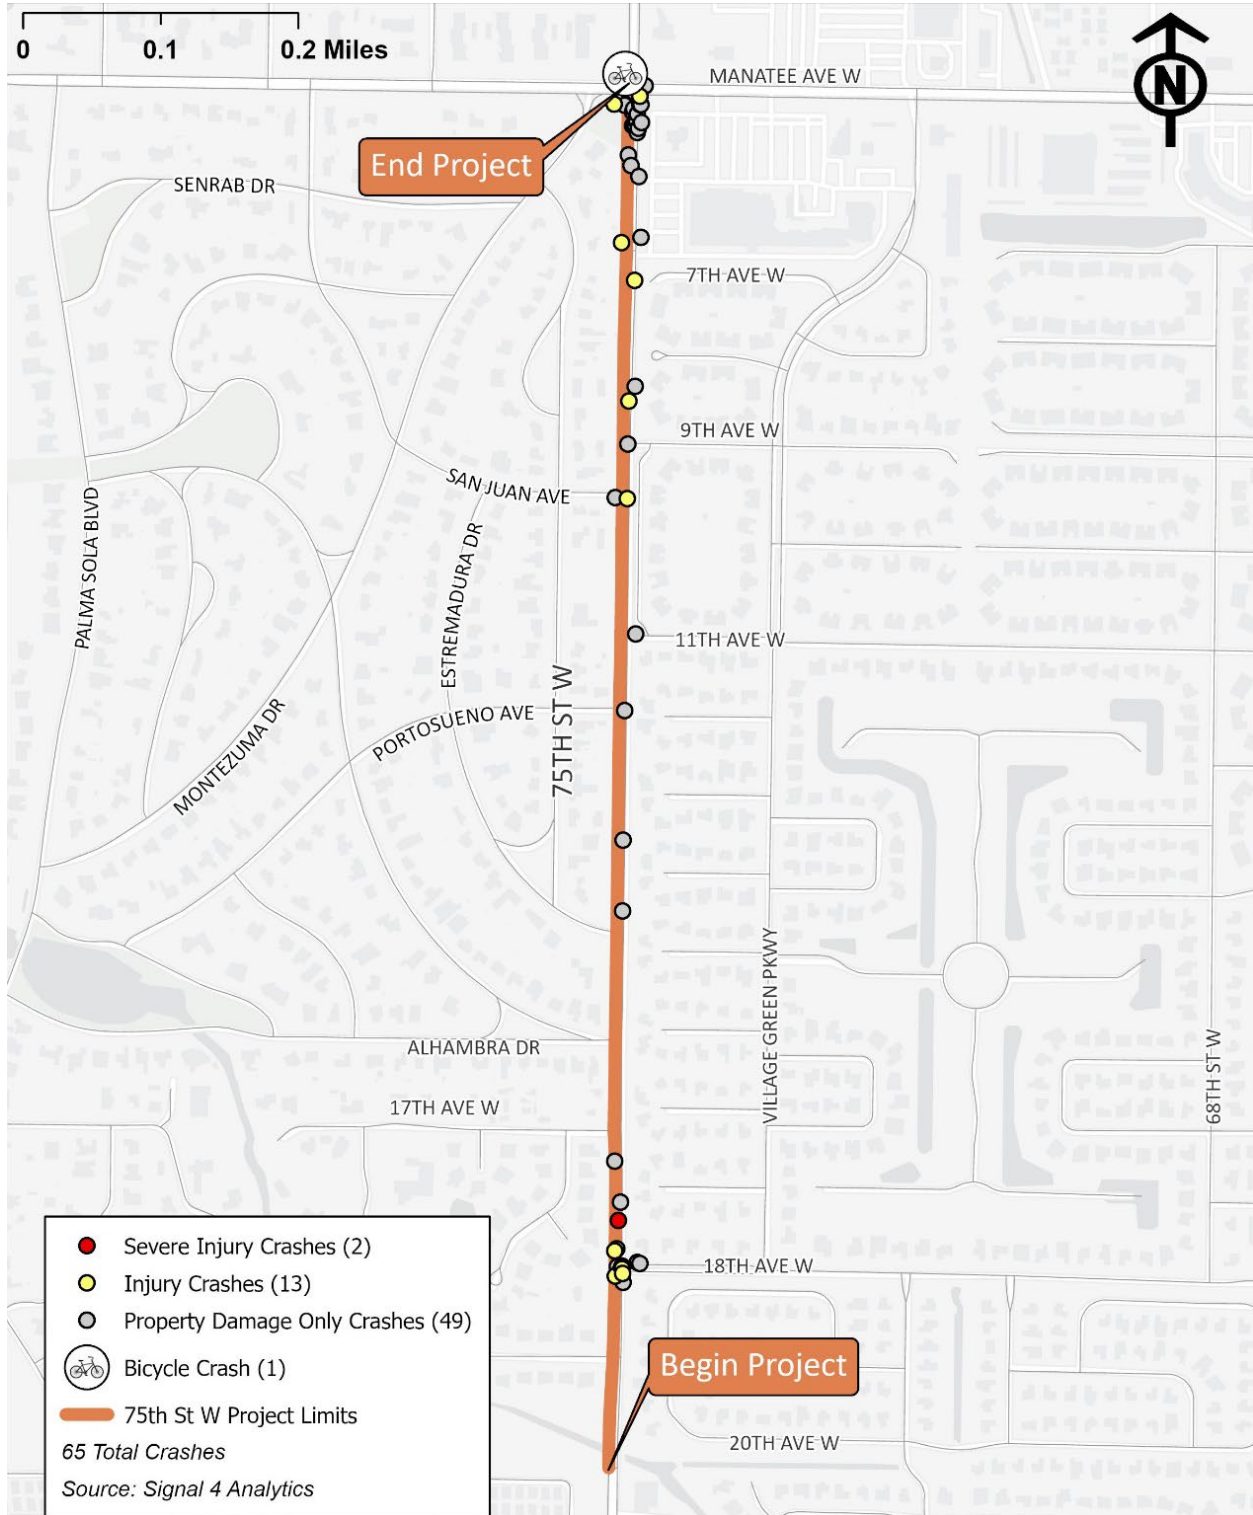 0 0.1 0.2 Miles
MANATEE AVE W
N
End Project
SENRAB DR
7TH AVE W
9TH AVE W
SAN JUAN AVE
PALMA SOLA BLVD
ESTREMADURA DR
11TH AVE W
75TH ST W
PORTOSUENO AVE
MONTEZUMA DR
VILLAGE GREEN PKWY
ALHAMBRA DR
68TH ST W
17TH AVE W
18TH AVE W
Severe Injury Crashes (2)
Injury Crashes (13)
Property Damage Only Crashes (49)
Bicycle Crash (1)
75th St W Project Limits
65 Total Crashes
Source: Signal 4 Analytics
Begin Project
20TH AVE W